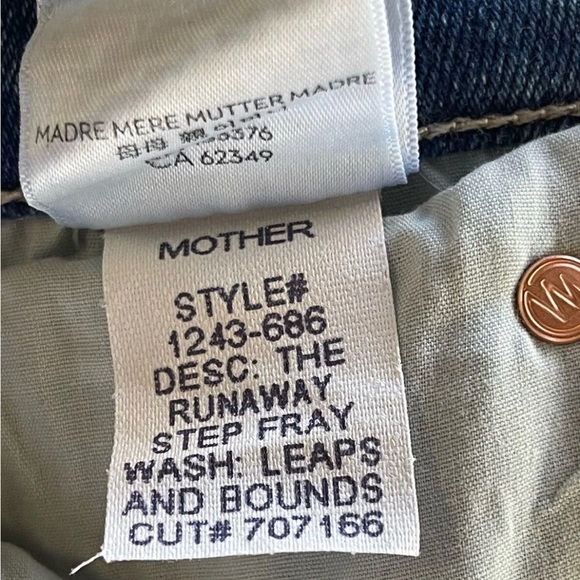 MADRE MERE MUTTER MADRE
CA 62349
MOTHER
STYLE#
1243-686
DESC: THE
RUNAWAY
STEP FRAY
WASH: LEAPS
AND BOUNDS
CUT# 707166